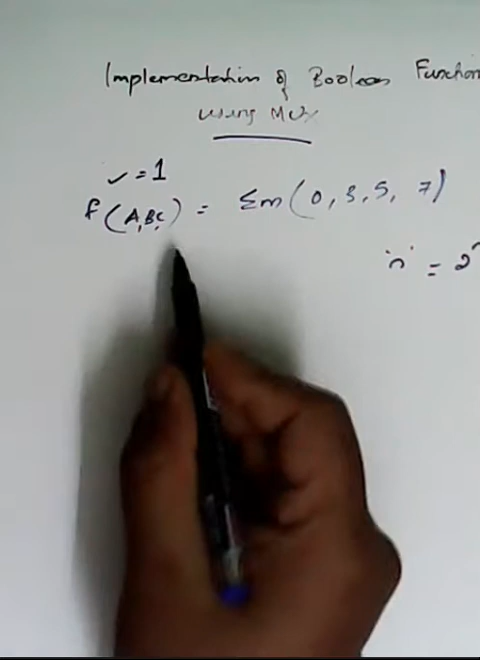 Implementation of Boolean Function
using Mux
✓ = 1
f(A,B,C) = Σm(0, 3, 5, 7)
'n' = 2^n